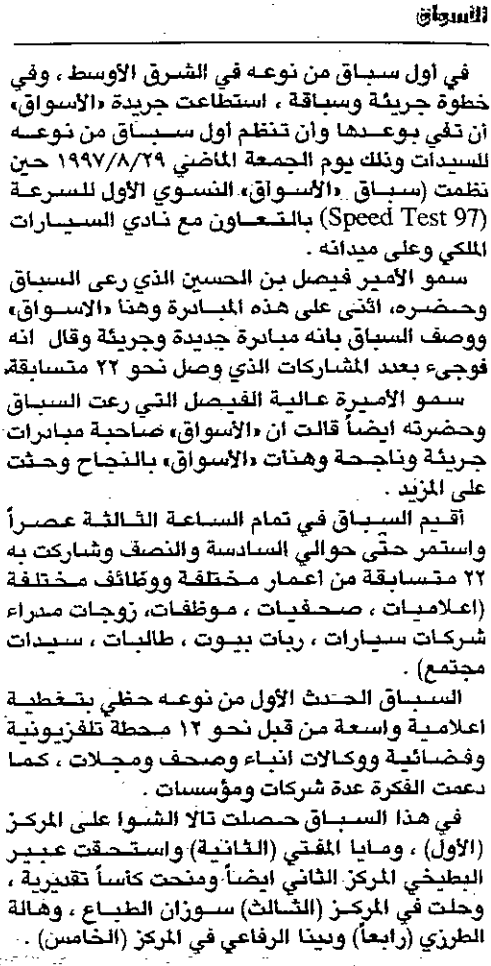 الأسواق
في أول سباق من نوعه في الشرق الأوسط ، وفي
خطوة جريئة وسباقة ، استطاعت جريدة «الأسواق»
أن تفي بوعدها وأن تنظم أول سباق من نوعه
للسيدات وذلك يوم الجمعة الماضي ١٩٩٧/٨/٢٩ حين
نظمت (سباق «الأسواق» النسوي الأول للسرعة
(Speed Test 97) بالتعاون مع نادي السيارات
الملكي وعلى ميدانه .
سمو الأمير فيصل بن الحسين الذي رعى السباق
وحضره، اثنى على هذه المبادرة وهنا «الاسواق»
ووصف السباق بانه مبادرة جديدة وجريئة وقال انه
فوجىء بعدد المشاركات الذي وصل نحو ٢٢ متسابقة.
سمو الأميرة عالية الفيصل التي رعت السباق
وحضرته ايضاً قالت ان «الأسواق» صاحبة مبادرات
جريئة وناجحة وهنات «الأسواق» بالنجاح وحثت
على المزيد .
أقيم السباق في تمام الساعة الثالثة عصراً
واستمر حتى حوالي السادسة والنصف وشاركت به
٢٢ متسابقة من أعمار مختلفة ووظائف مختلفة
(اعلاميات ، صحفيات ، موظفات، زوجات مدراء
شركات سيارات ، ربات بيوت ، طالبات ، سيدات
مجتمع) .
السباق الحدث الأول من نوعه حظي بتغطية
اعلامية واسعة من قبل نحو ١٢ محطة تلفزيونية
وفضائية ووكالات انباء وصحف ومجلات ، كما
دعمت الفكرة عدة شركات ومؤسسات .
في هذا السباق حصلت تالا الشوا على المركز
(الأول) ، ومايا المفتي (الثانية) واستحقت عبير
البطيخي المركز الثاني ايضاً ومنحت كاساً تقديرية ،
وحلت في المركز (الثالث) سوزان الطباع ، وهالة
الطرزي (رابعاً) ودينا الرفاعي في المركز (الخامس) .